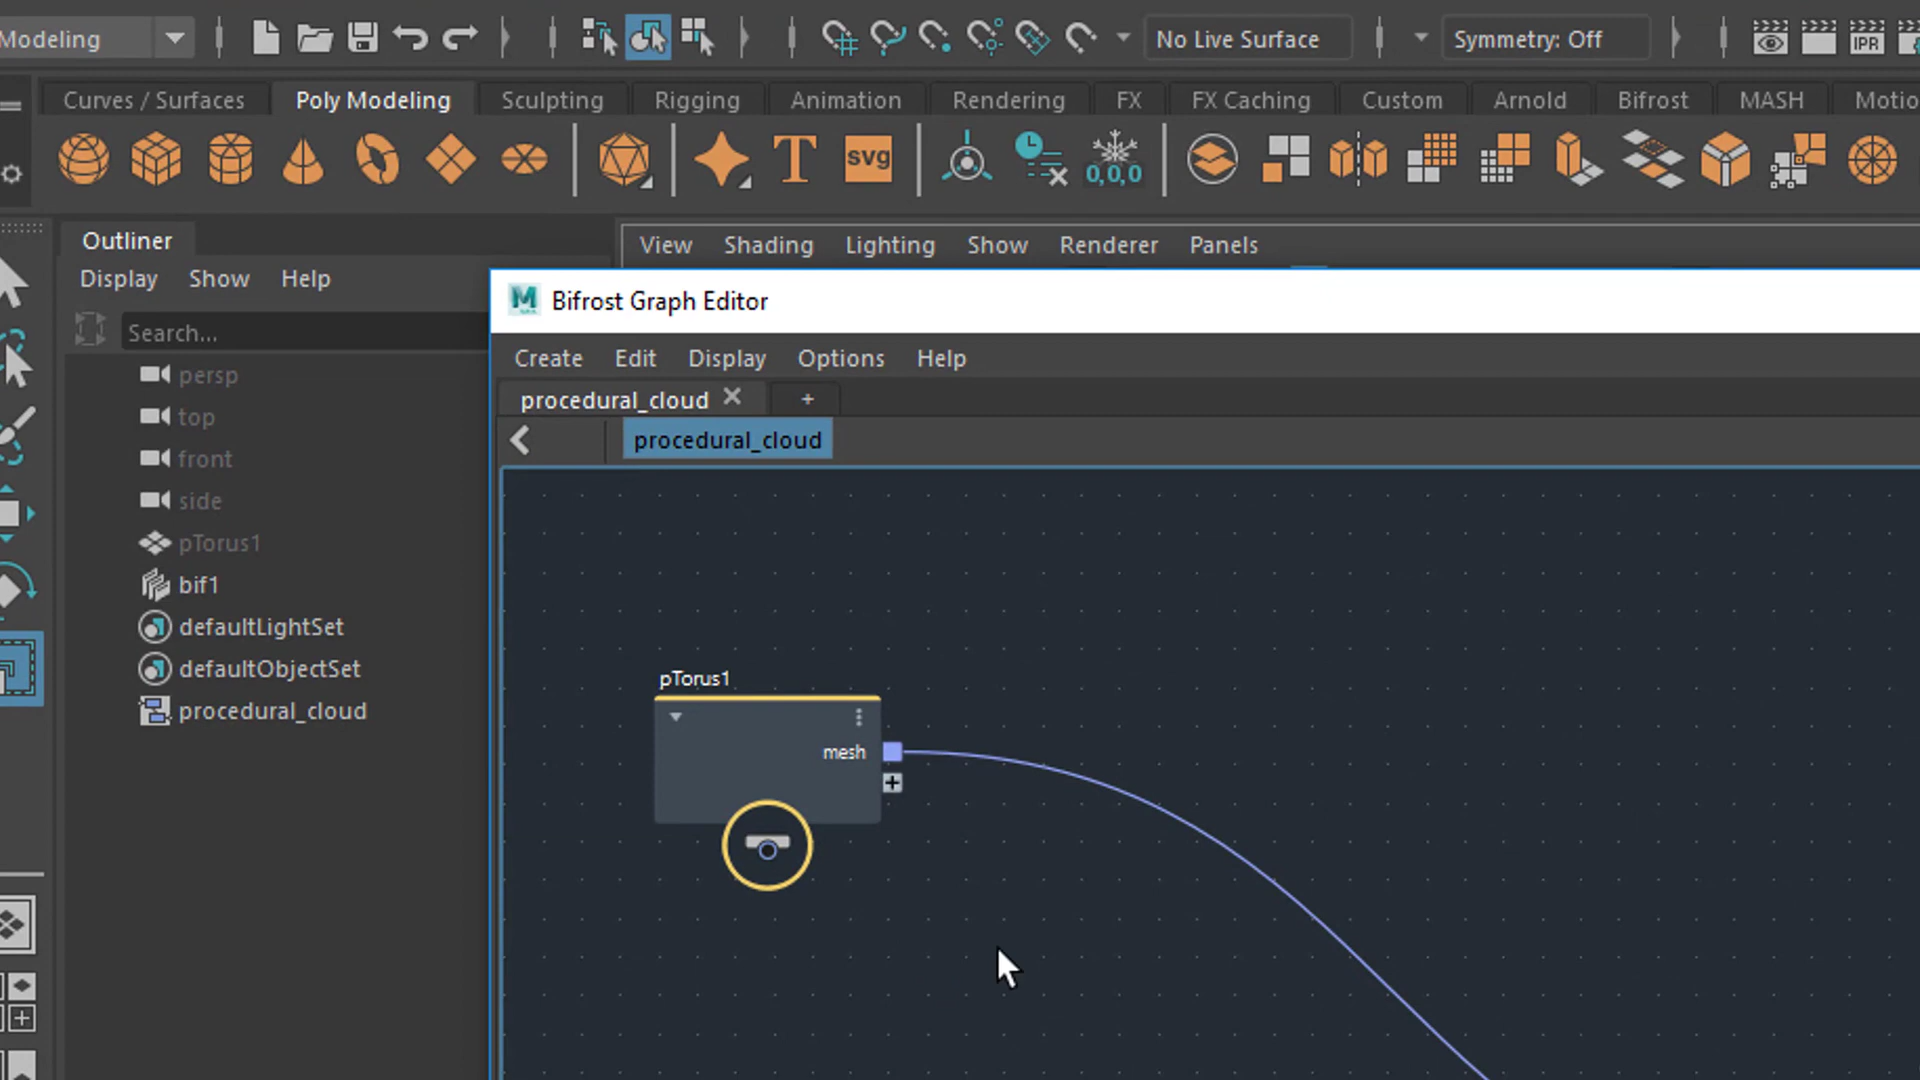 Modeling
No Live Surface
Symmetry: Off
IPR
Curves / Surfaces
Poly Modeling
Sculpting
Rigging
Animation
Rendering
FX
FX Caching
Custom
Arnold
Bifrost
MASH
Motio
T
svg
0,0,0
Outliner
Display
Show
Help
Search...
persp
top
front
side
pTorus1
bif1
defaultLightSet
defaultObjectSet
procedural_cloud
View
Shading
Lighting
Show
Renderer
Panels
M
Bifrost Graph Editor
Create
Edit
Display
Options
Help
procedural_cloud
+
procedural_cloud
pTorus1
mesh